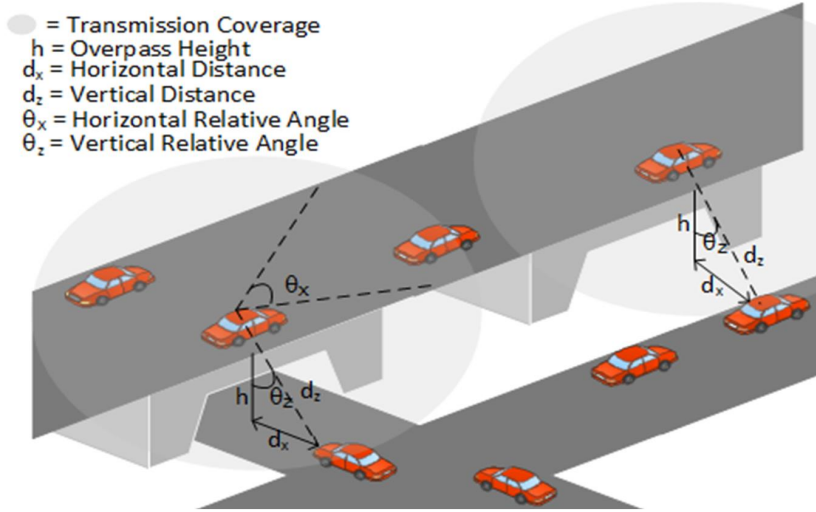 = Transmission Coverage
h = Overpass Height
dx = Horizontal Distance
dz = Vertical Distance
θx = Horizontal Relative Angle
θz = Vertical Relative Angle
h
θz
dz
dx
θx
h
θz
dz
dx